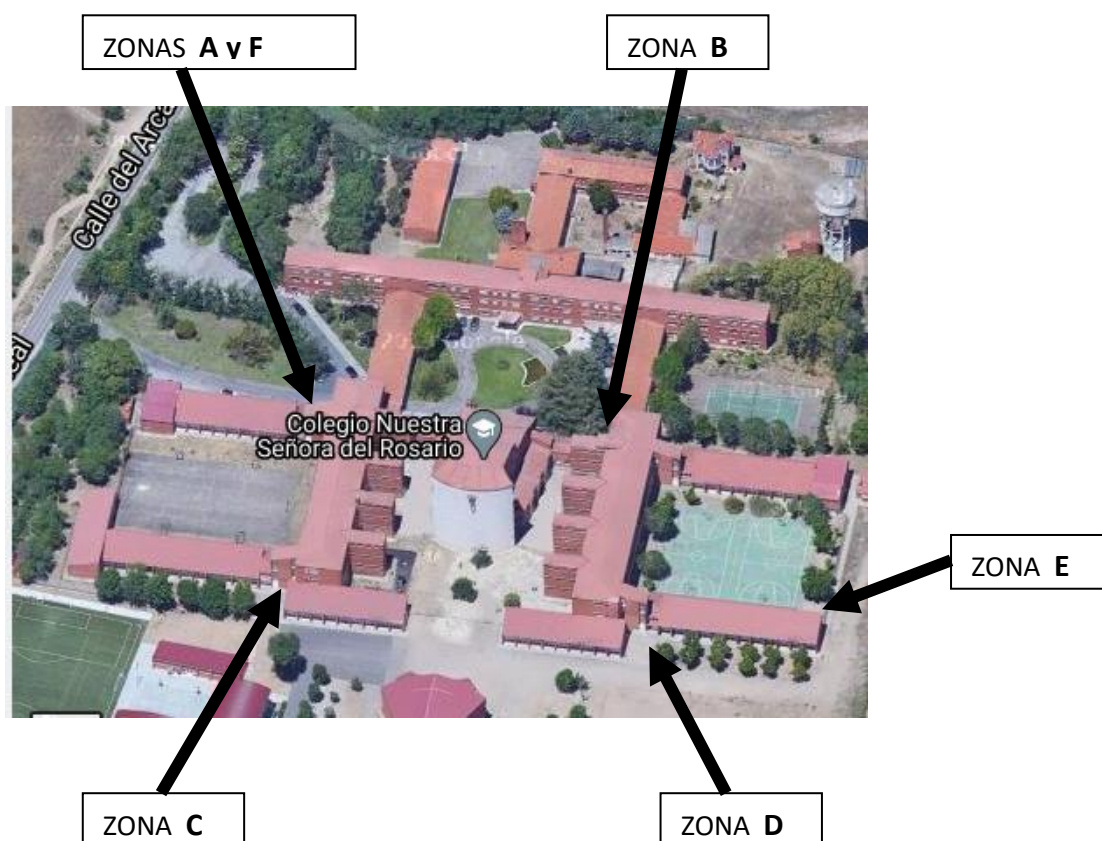 ZONAS A y F
ZONA B
Calle del Arca
eal
Colegio Nuestra
Señora del Rosario
ZONA E
ZONA C
ZONA D